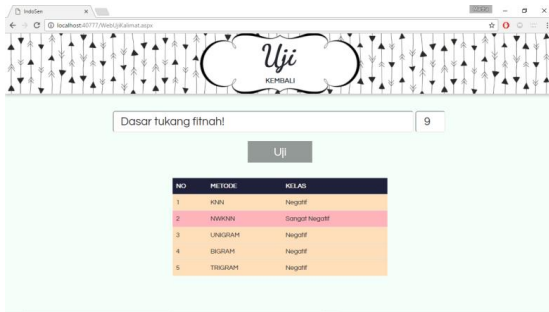 IndoSen
localhost:40777/WebUjiKalimat.aspx
Uji
KEMBALI
Dasar tukang fitnah! 9
Uji
NO METODE KELAS
1 KNN Negatif
2 NWKNN Sangat Negatif
3 UNIGRAM Negatif
4 BIGRAM Negatif
5 TRIGRAM Negatif